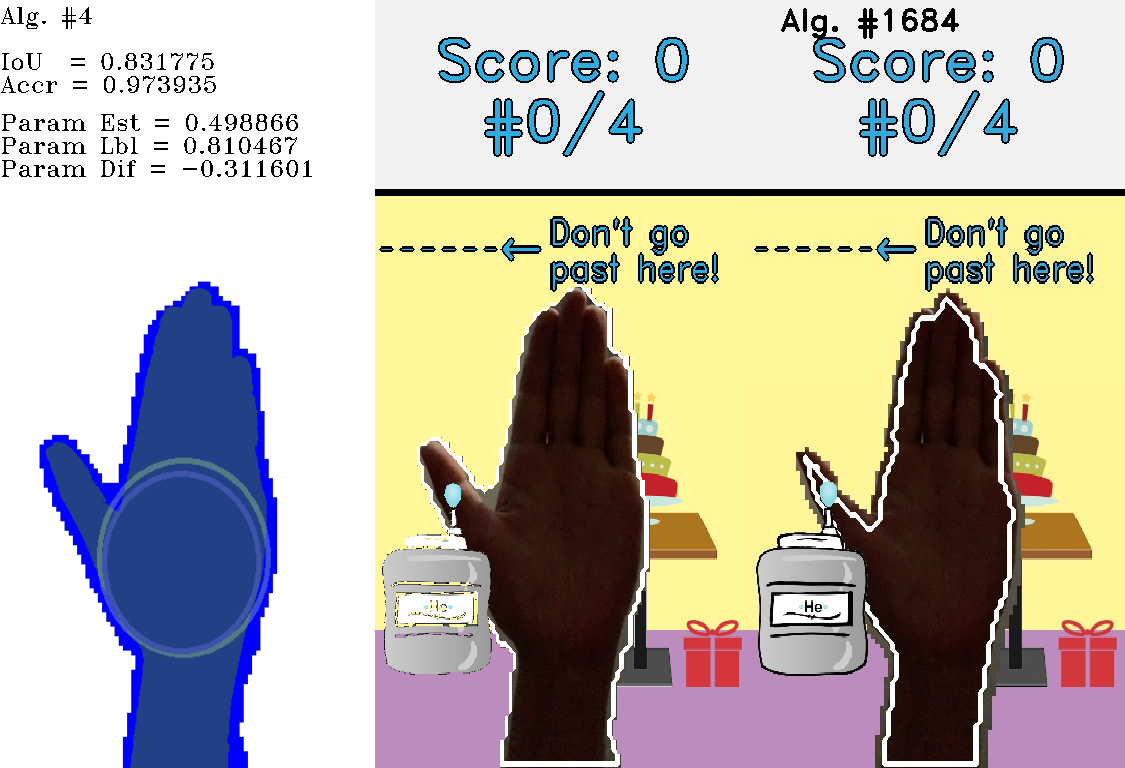 Alg. #4
IoU = 0.831775
Accr = 0.973935
Param Est = 0.498866
Param Lbl = 0.810467
Param Dif = −0.311601
Score: 0
#0/4
Don't go
past here!
He
Alg. #1684
Score: 0
#0/4
Don't go
past here!
He